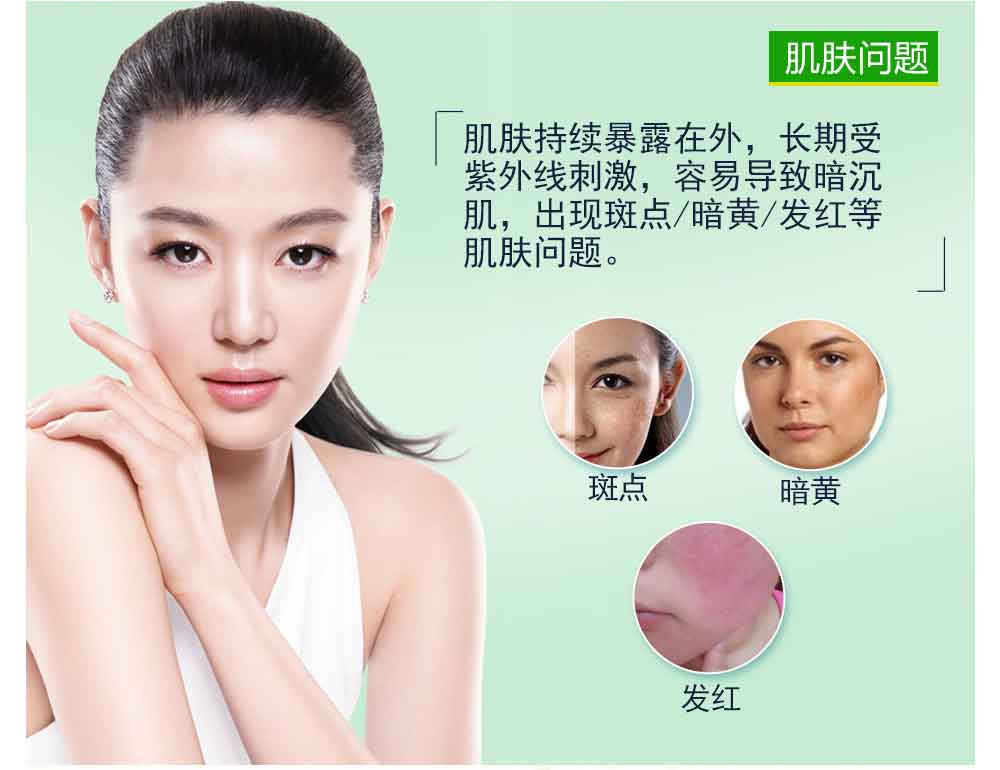 肌肤问题
肌肤持续暴露在外，长期受
紫外线刺激，容易导致暗沉
肌，出现斑点/暗黄/发红等
肌肤问题。
斑点
暗黄
发红